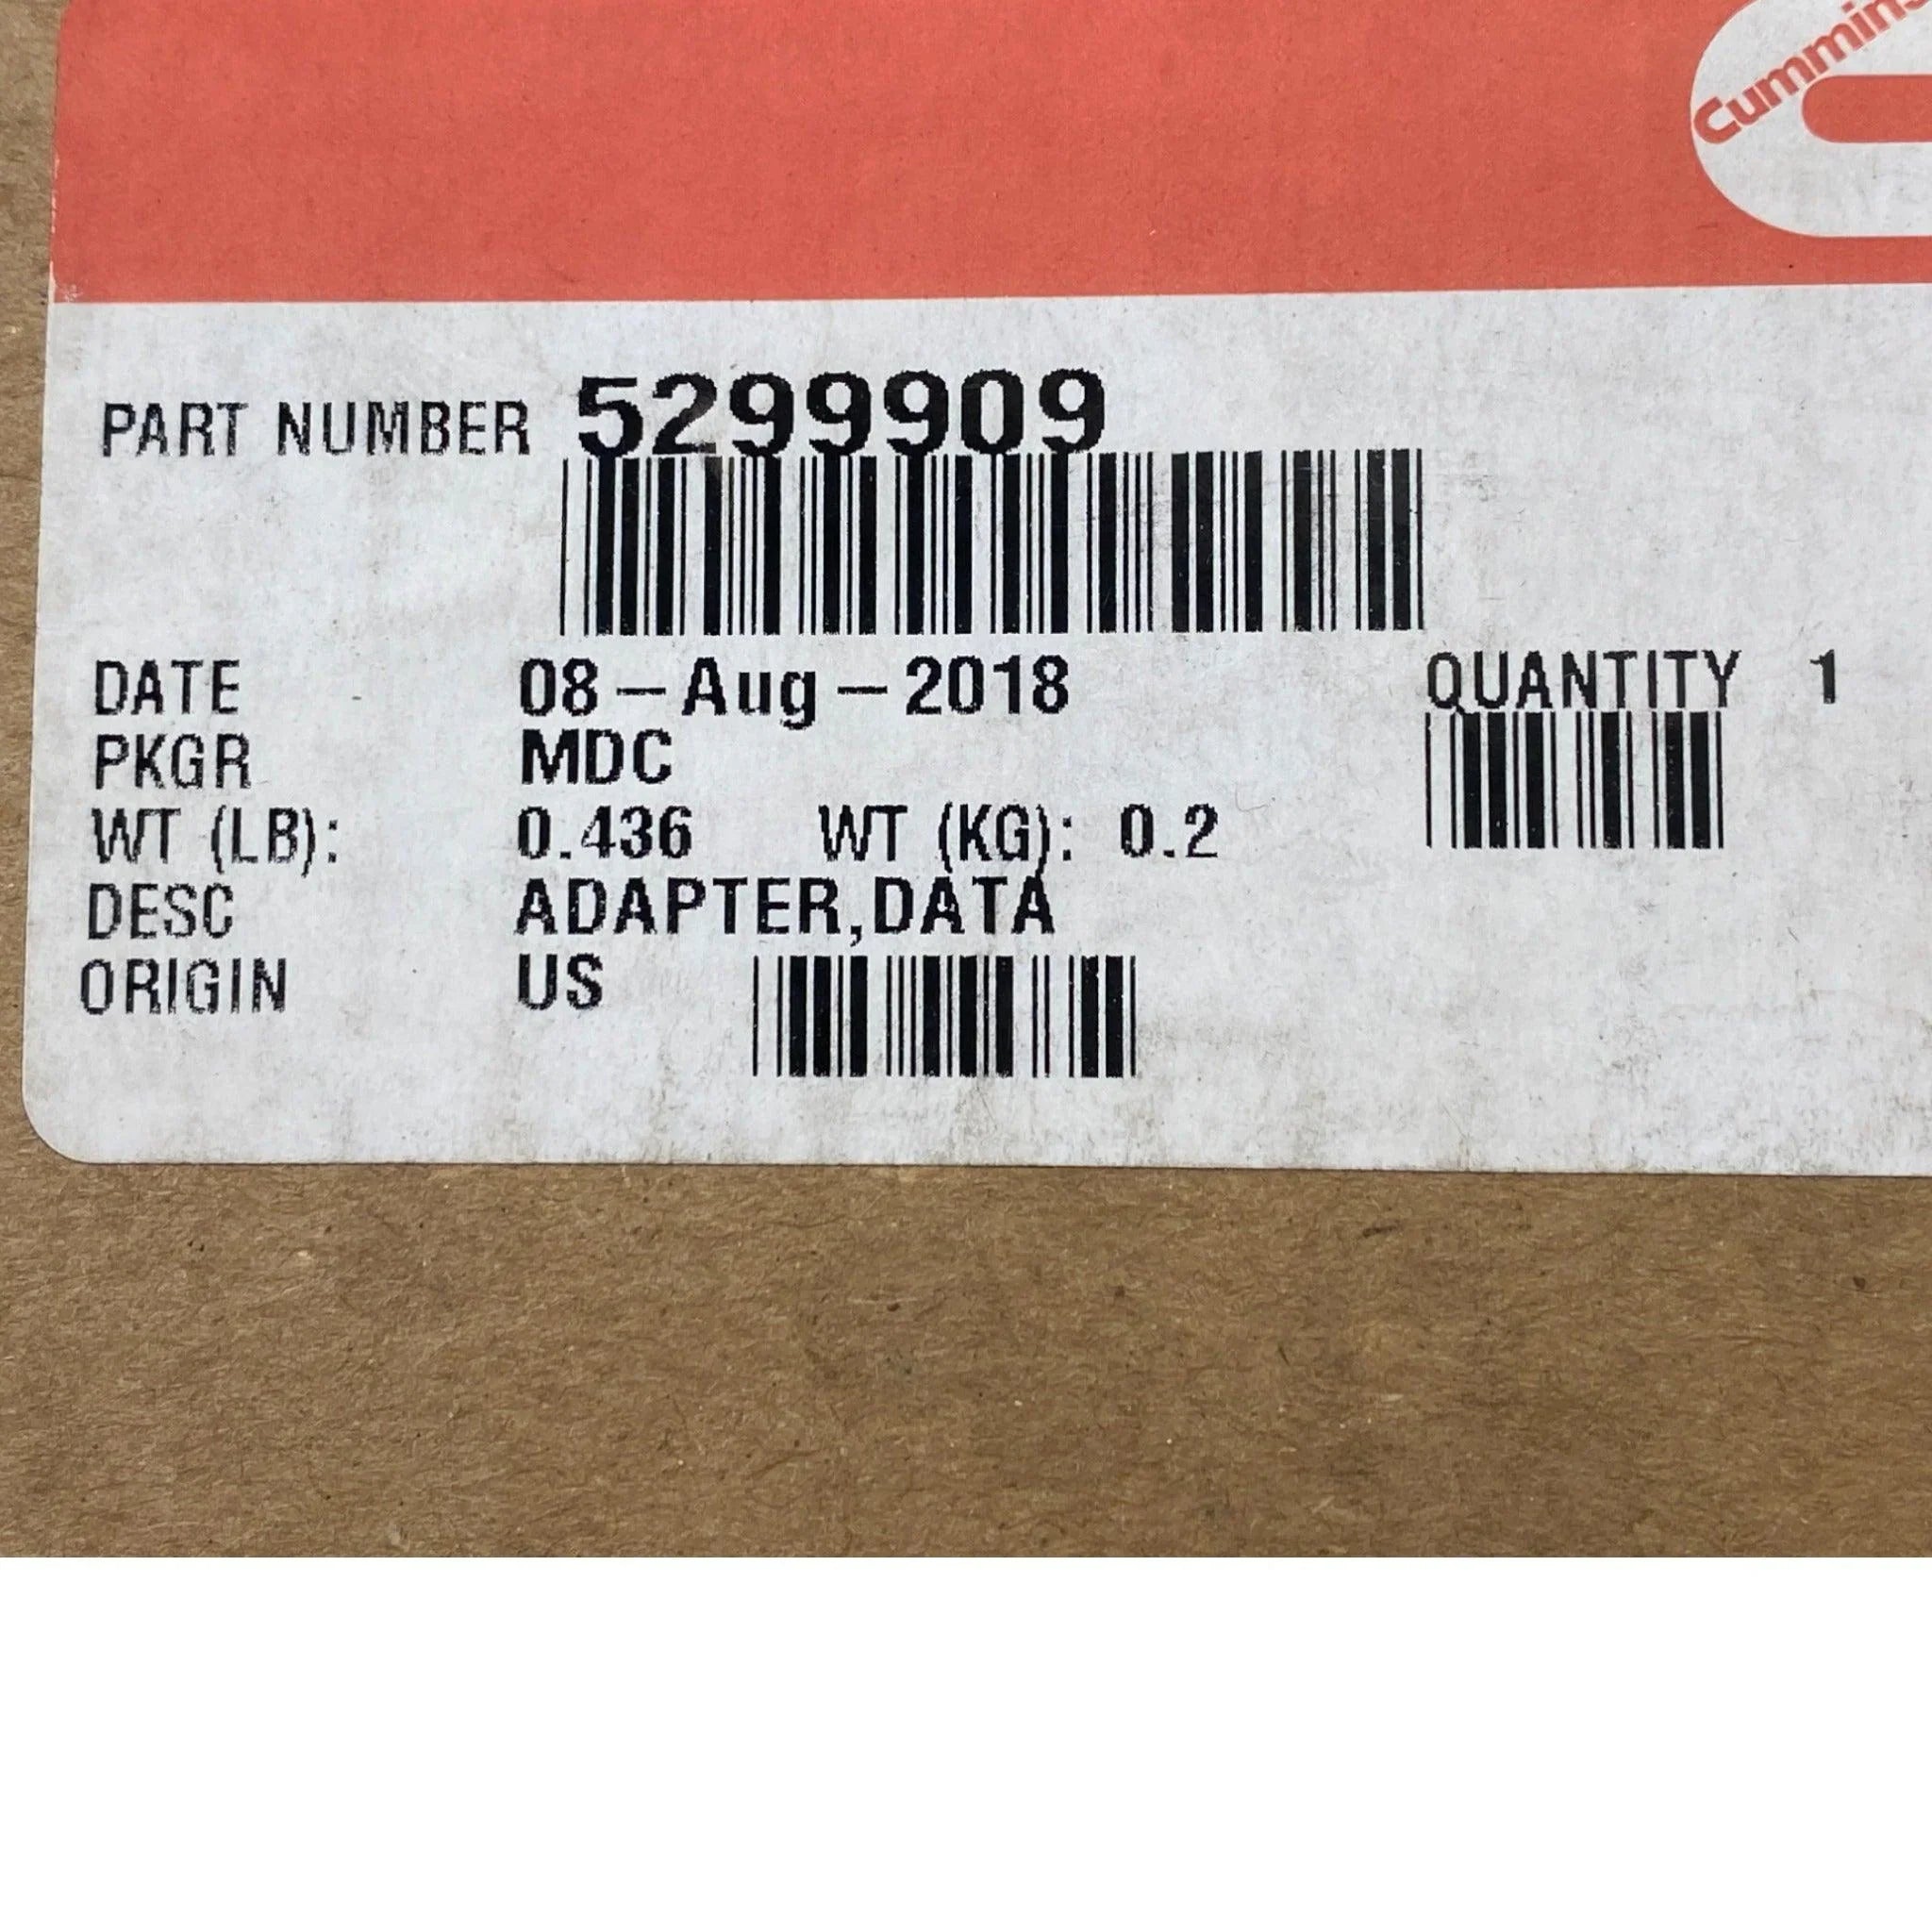 Cummins
PART NUMBER 5299909
DATE 08-Aug-2018 QUANTITY 1
PKGR MDC
WT (LB): 0.436 WT (KG): 0.2
DESC ADAPTER,DATA
ORIGIN US